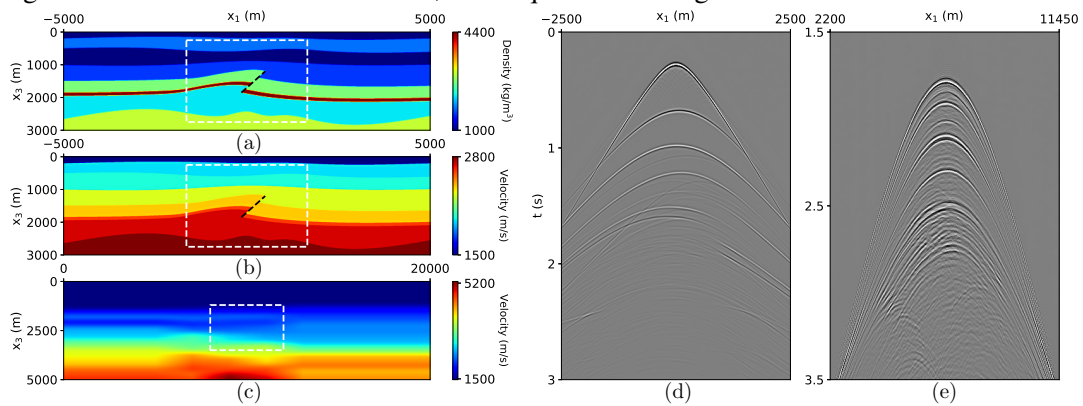 x₁ (m)
−5000 5000
0
1000
2000
3000
x₃ (m)
4400
1000
Density (kg/m³)
(a)
−5000 5000
0
1000
2000
3000
x₃ (m)
2800
1500
Velocity (m/s)
(b)
0 20000
0
2500
5000
x₃ (m)
5200
1500
Velocity (m/s)
(c)
x₁ (m)
−2500 2500
0
1
2
3
t (s)
(d)
x₁ (m)
2200 11450
1.5
2.5
3.5
(e)